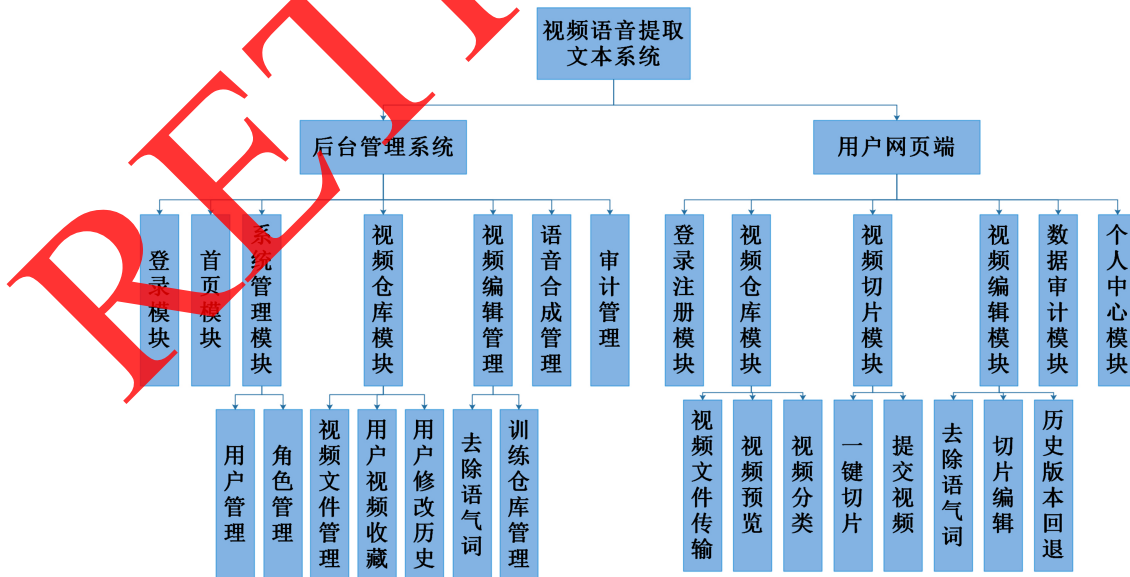 视频语音提取
文本系统
后台管理系统
用户网页端
登录模块
首页模块
系统管理模块
视频仓库模块
视频编辑管理
语音合成管理
审计管理
登录注册模块
视频仓库模块
视频切片模块
视频编辑模块
数据审计模块
个人中心模块
用户管理
角色管理
视频文件管理
用户视频收藏
用户修改历史
去除语气词
训练仓库管理
视频文件传输
视频预览
视频分类
一键切片
提交视频
去除语气词
切片编辑
历史版本回退
RET